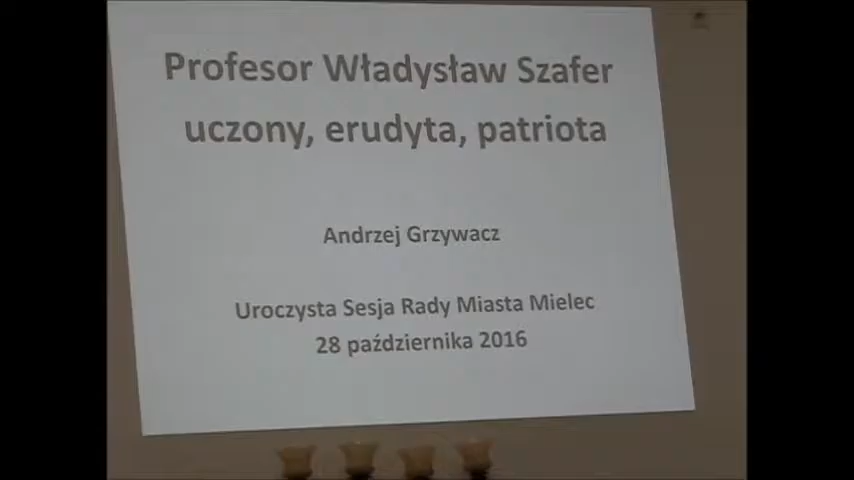 Profesor Władysław Szafer
uczony, erudyta, patriota
Andrzej Grzywacz
Uroczysta Sesja Rady Miasta Mielec
28 października 2016